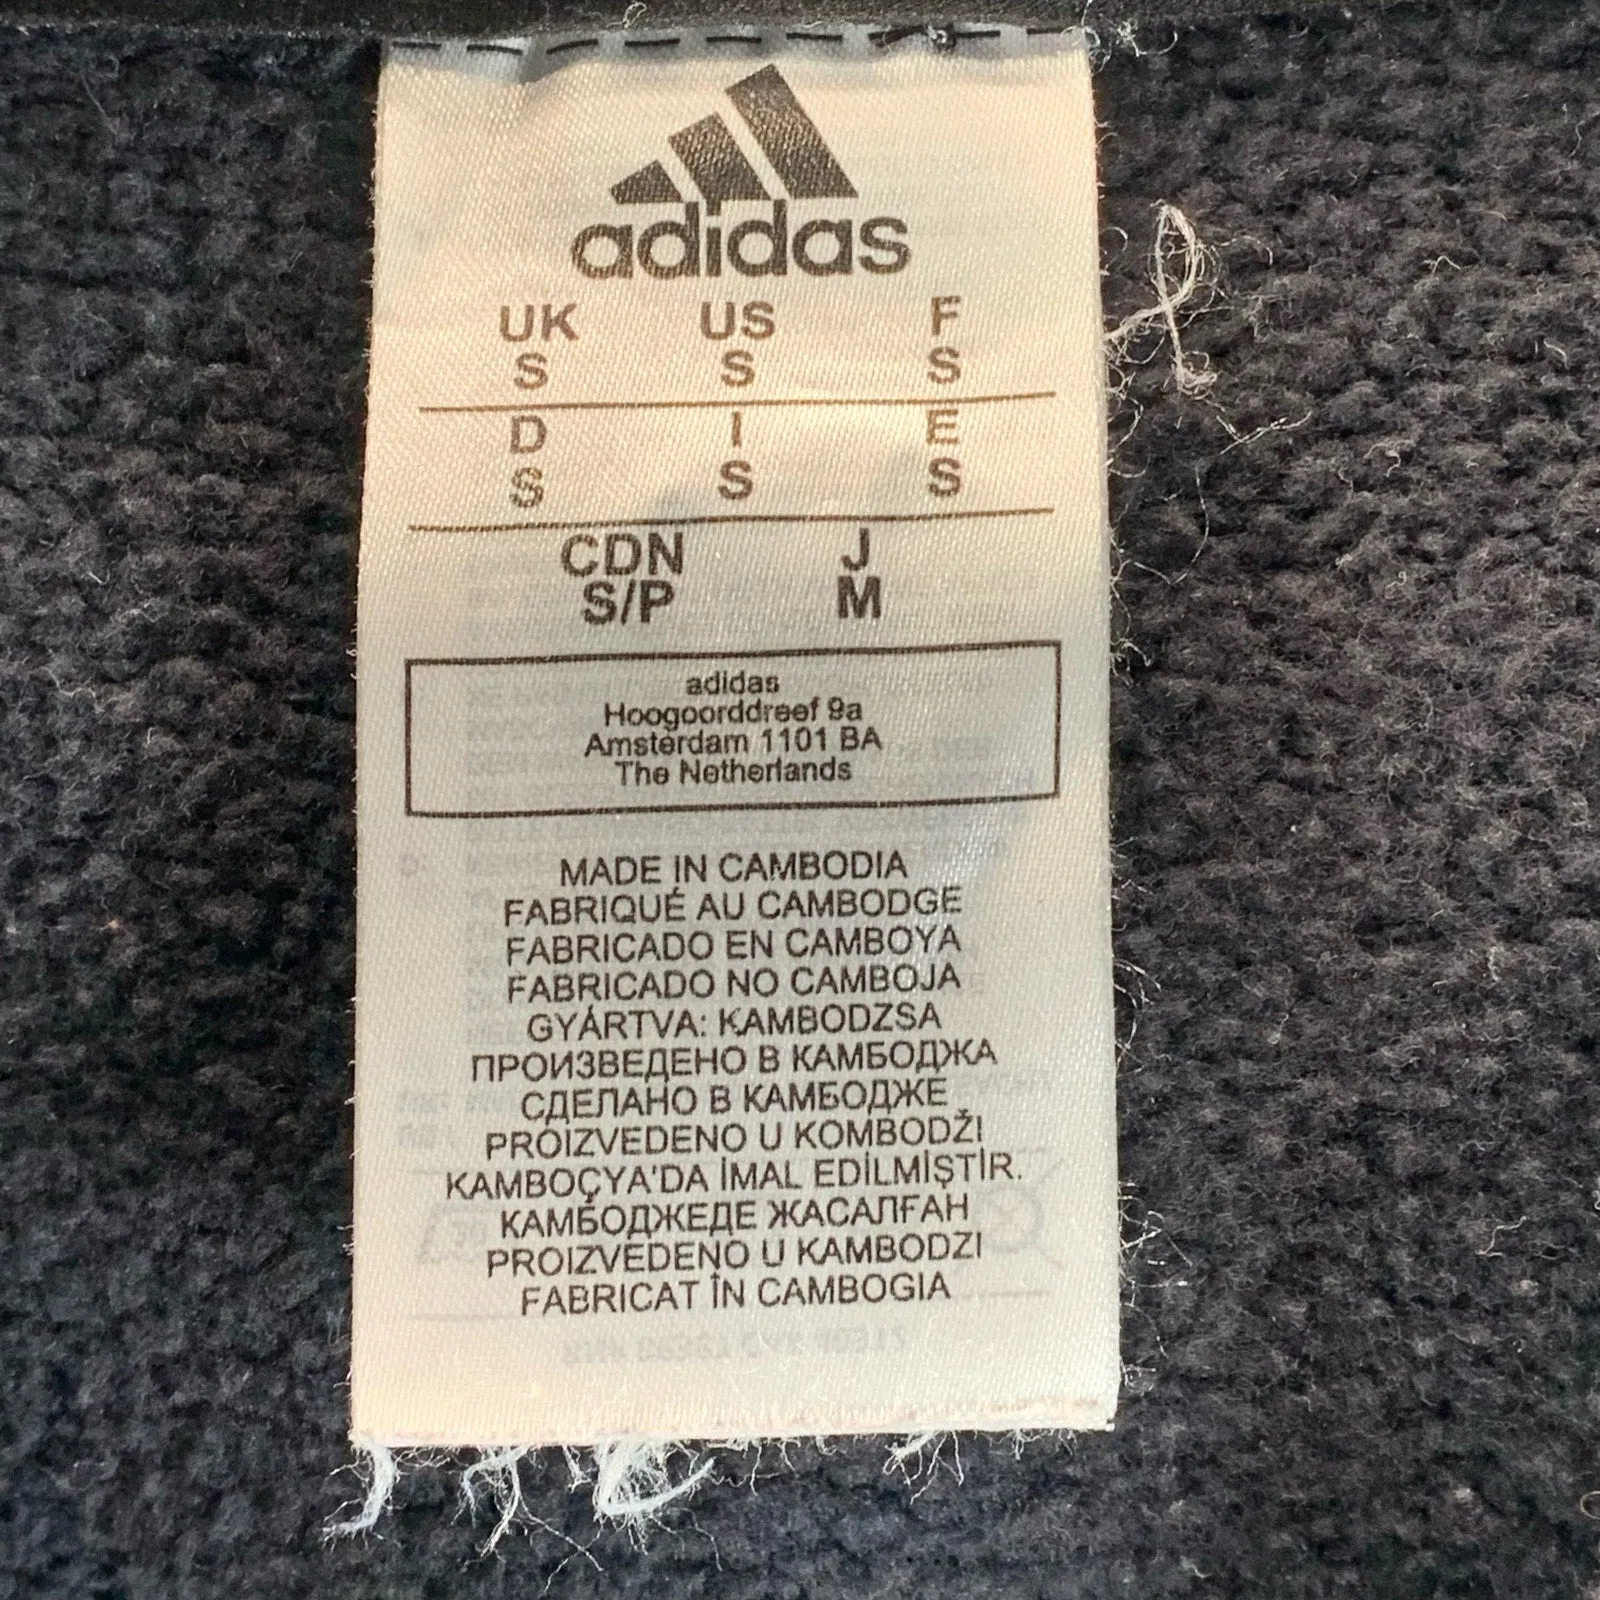 adidas
UK US F
S S S
D I E
S S S
CDN J
S/P M
adidas
Hoogoorddreef 9a
Amsterdam 1101 BA
The Netherlands
MADE IN CAMBODIA
FABRIQUÉ AU CAMBODGE
FABRICADO EN CAMBOYA
FABRICADO NO CAMBOJA
GYÁRTVA: KAMBODZSA
ПРОИЗВЕДЕНО В КАМБОДЖА
СДЕЛАНО В КАМБОДЖЕ
PROIZVEDENO U KOMBODŽI
KAMBOÇYA'DA İMAL EDİLMİŞTİR.
КАМБОДЖЕДЕ ЖАСАЛҒАН
PROIZVEDENO U KAMBODZI
FABRICAT ÎN CAMBOGIA